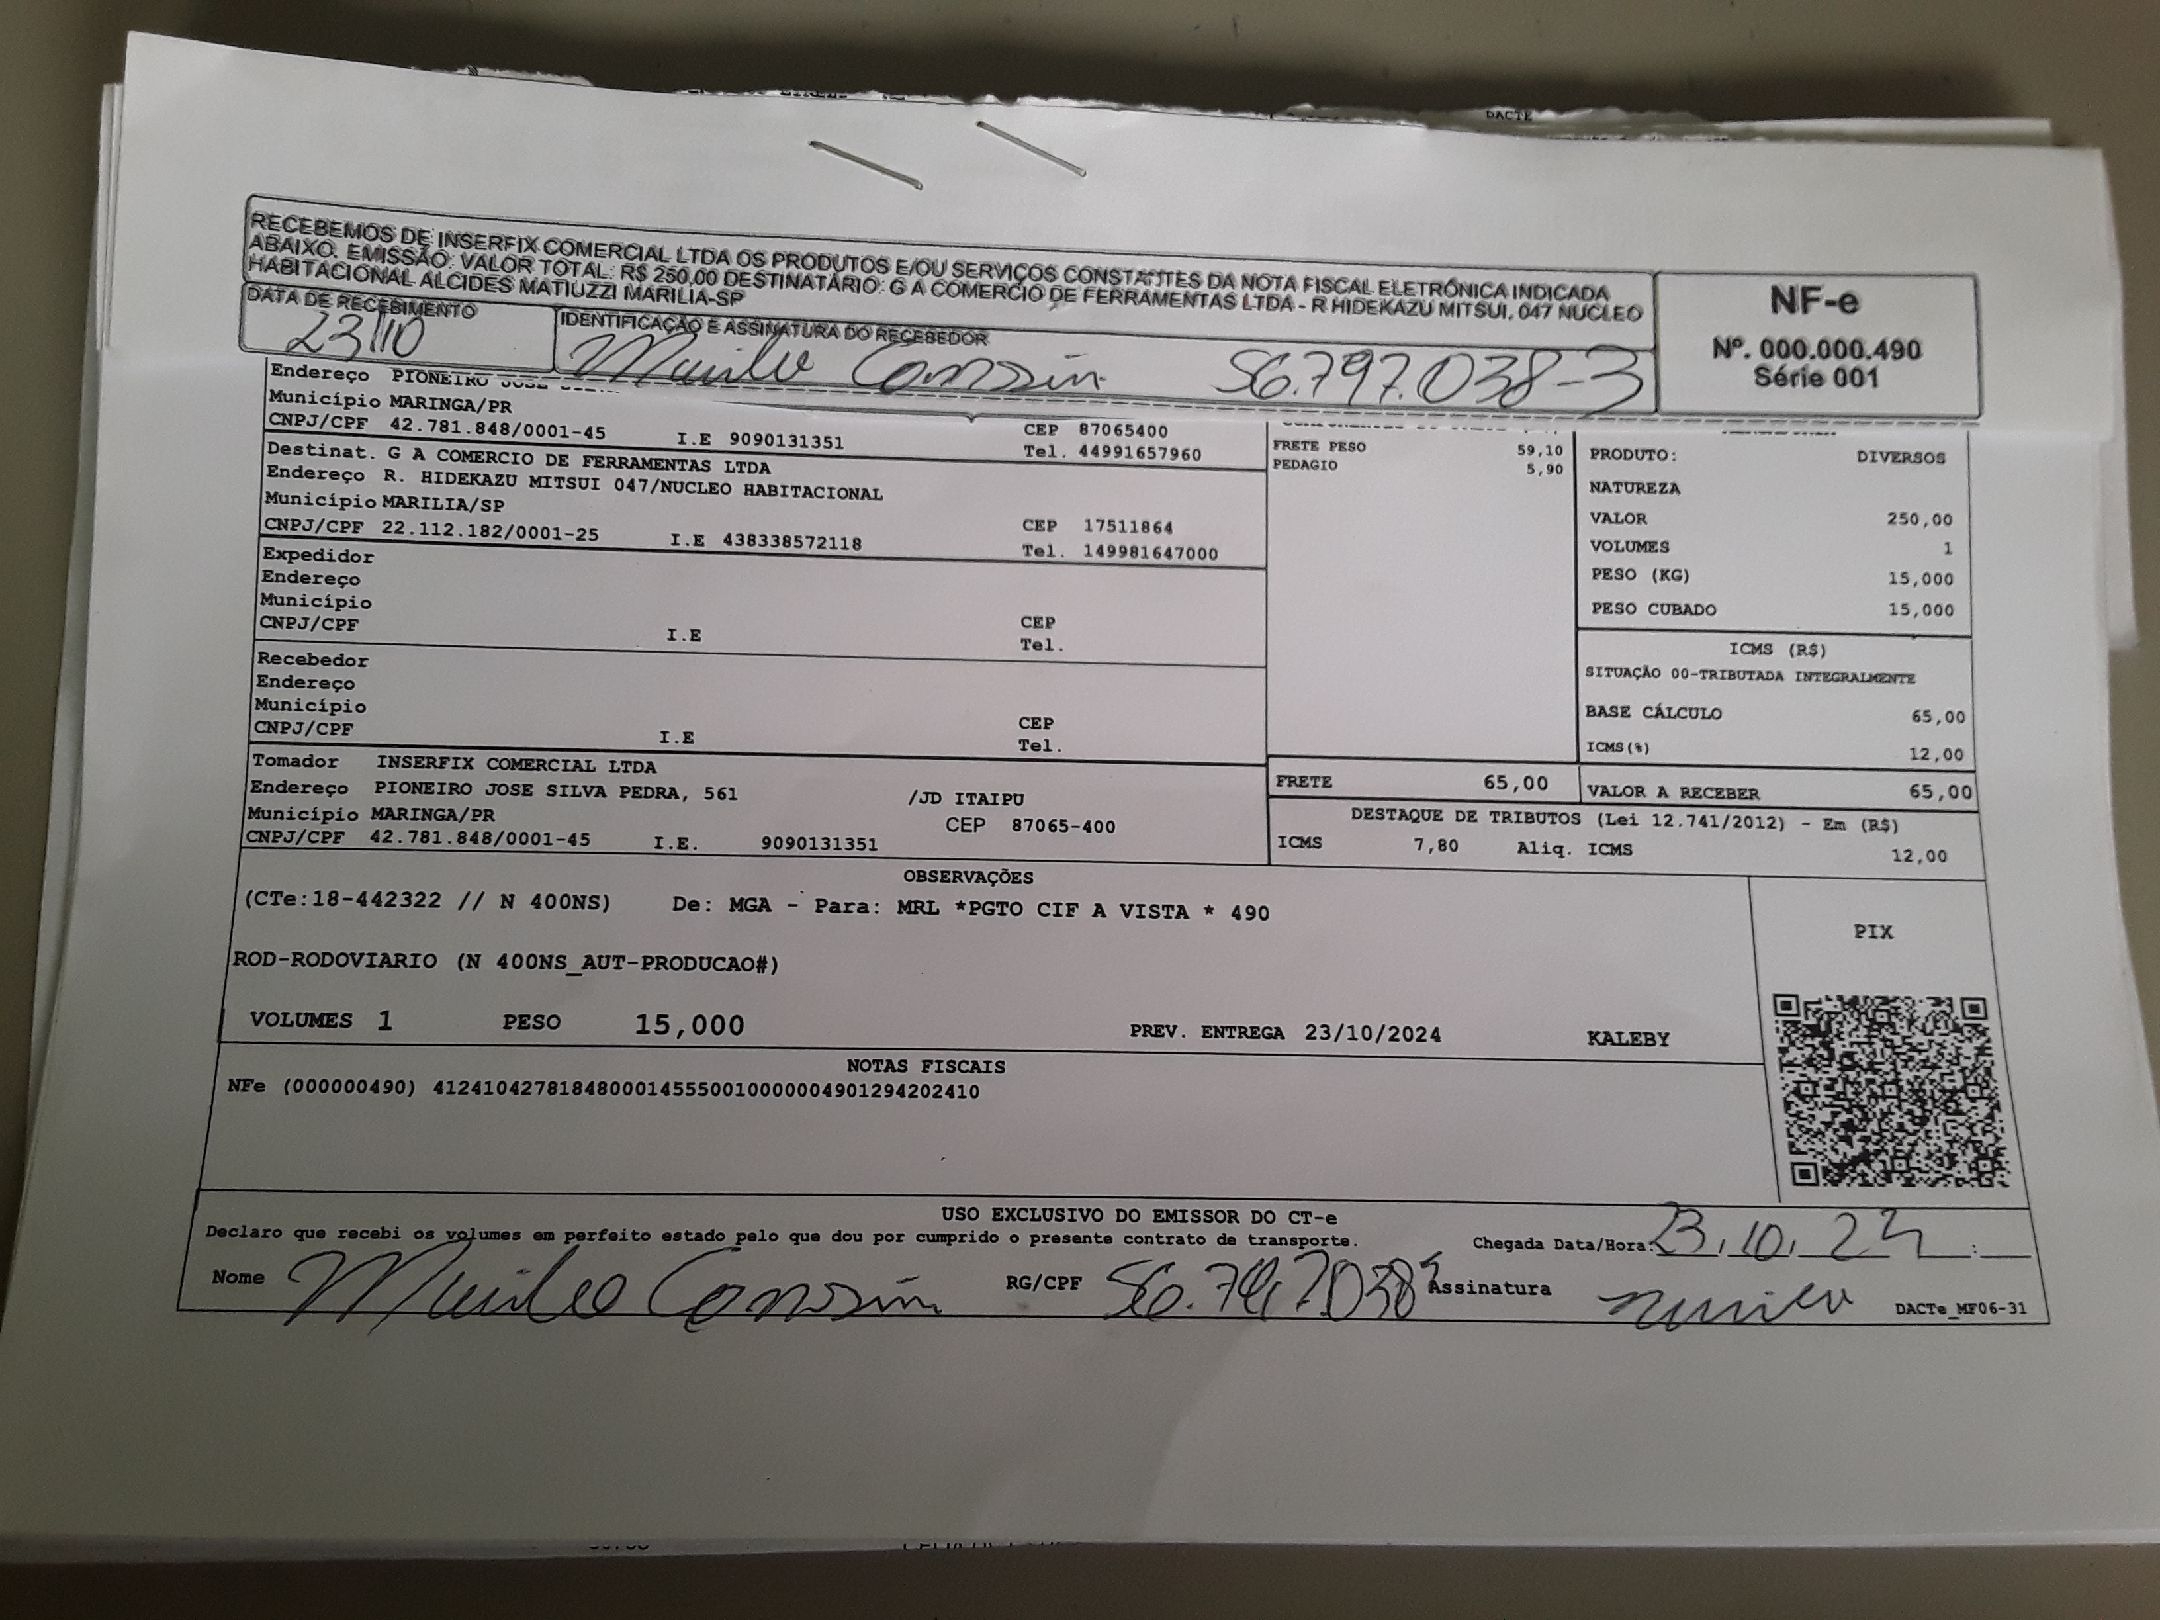 DACTE
RECEBEMOS DE INSERFIX COMERCIAL LTDA OS PRODUTOS E/OU SERVIÇOS CONSTANTES DA NOTA FISCAL ELETRÔNICA INDICADA
ABAIXO. EMISSÃO: VALOR TOTAL: R$ 250,00 DESTINATÁRIO: G A COMERCIO DE FERRAMENTAS LTDA - R HIDEKAZU MITSUI, 047 NUCLEO
HABITACIONAL ALCIDES MATIUZZI MARILIA-SP
NF-e
Nº. 000.000.490
Série 001
DATA DE RECEBIMENTO
23/10
IDENTIFICAÇÃO E ASSINATURA DO RECEBEDOR
Murilo 56.797.038-3
Endereço PIONEIRO JOSE
Município MARINGA/PR
CNPJ/CPF 42.781.848/0001-45 I.E 9090131351 CEP 87065400
Tel. 44991657960
Destinat. G A COMERCIO DE FERRAMENTAS LTDA
Endereço R. HIDEKAZU MITSUI 047/NUCLEO HABITACIONAL
Município MARILIA/SP
CNPJ/CPF 22.112.182/0001-25 I.E 438338572118 CEP 17511864
Tel. 149981647000
Expedidor
Endereço
Município
CNPJ/CPF I.E CEP
Tel.
Recebedor
Endereço
Município
CNPJ/CPF I.E CEP
Tel.
Tomador INSERFIX COMERCIAL LTDA
Endereço PIONEIRO JOSE SILVA PEDRA, 561 /JD ITAIPU
Município MARINGA/PR CEP 87065-400
CNPJ/CPF 42.781.848/0001-45 I.E. 9090131351
FRETE PESO 59,10
PEDAGIO 5,90
PRODUTO: DIVERSOS
NATUREZA
VALOR 250,00
VOLUMES 1
PESO (KG) 15,000
PESO CUBADO 15,000
ICMS (R$)
SITUAÇÃO 00-TRIBUTADA INTEGRALMENTE
BASE CÁLCULO 65,00
ICMS(%) 12,00
FRETE 65,00 VALOR A RECEBER 65,00
DESTAQUE DE TRIBUTOS (Lei 12.741/2012) - Em (R$)
ICMS 7,80 Aliq. ICMS 12,00
OBSERVAÇÕES
(CTe:18-442322 // N 400NS) De: MGA - Para: MRL *PGTO CIF A VISTA * 490
ROD-RODOVIARIO (N 400NS_AUT-PRODUCAO#)
VOLUMES 1 PESO 15,000 PREV. ENTREGA 23/10/2024 KALEBY
PIX
NOTAS FISCAIS
NFe (000000490) 41241042781848000145550010000004901294202410
USO EXCLUSIVO DO EMISSOR DO CT-e
Declaro que recebi os volumes em perfeito estado pelo que dou por cumprido o presente contrato de transporte.
Chegada Data/Hora: 23.10.24 :
Nome Murilo RG/CPF Assinatura Murilo
DACTe_MF06-31